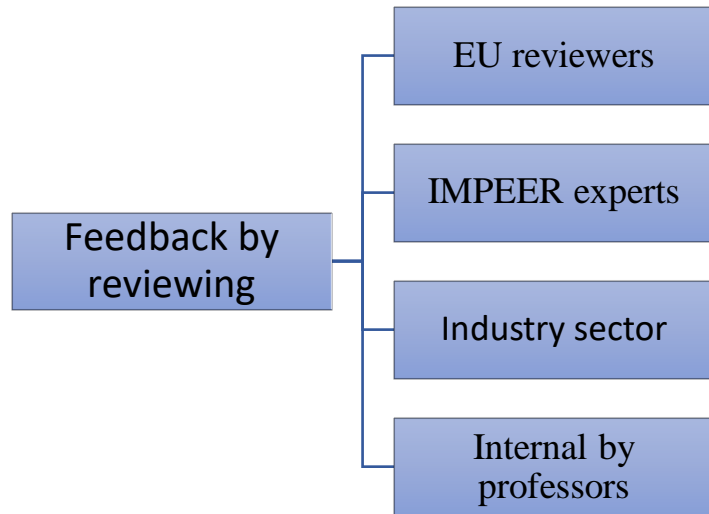 Feedback by
reviewing
EU reviewers
IMPEER experts
Industry sector
Internal by
professors